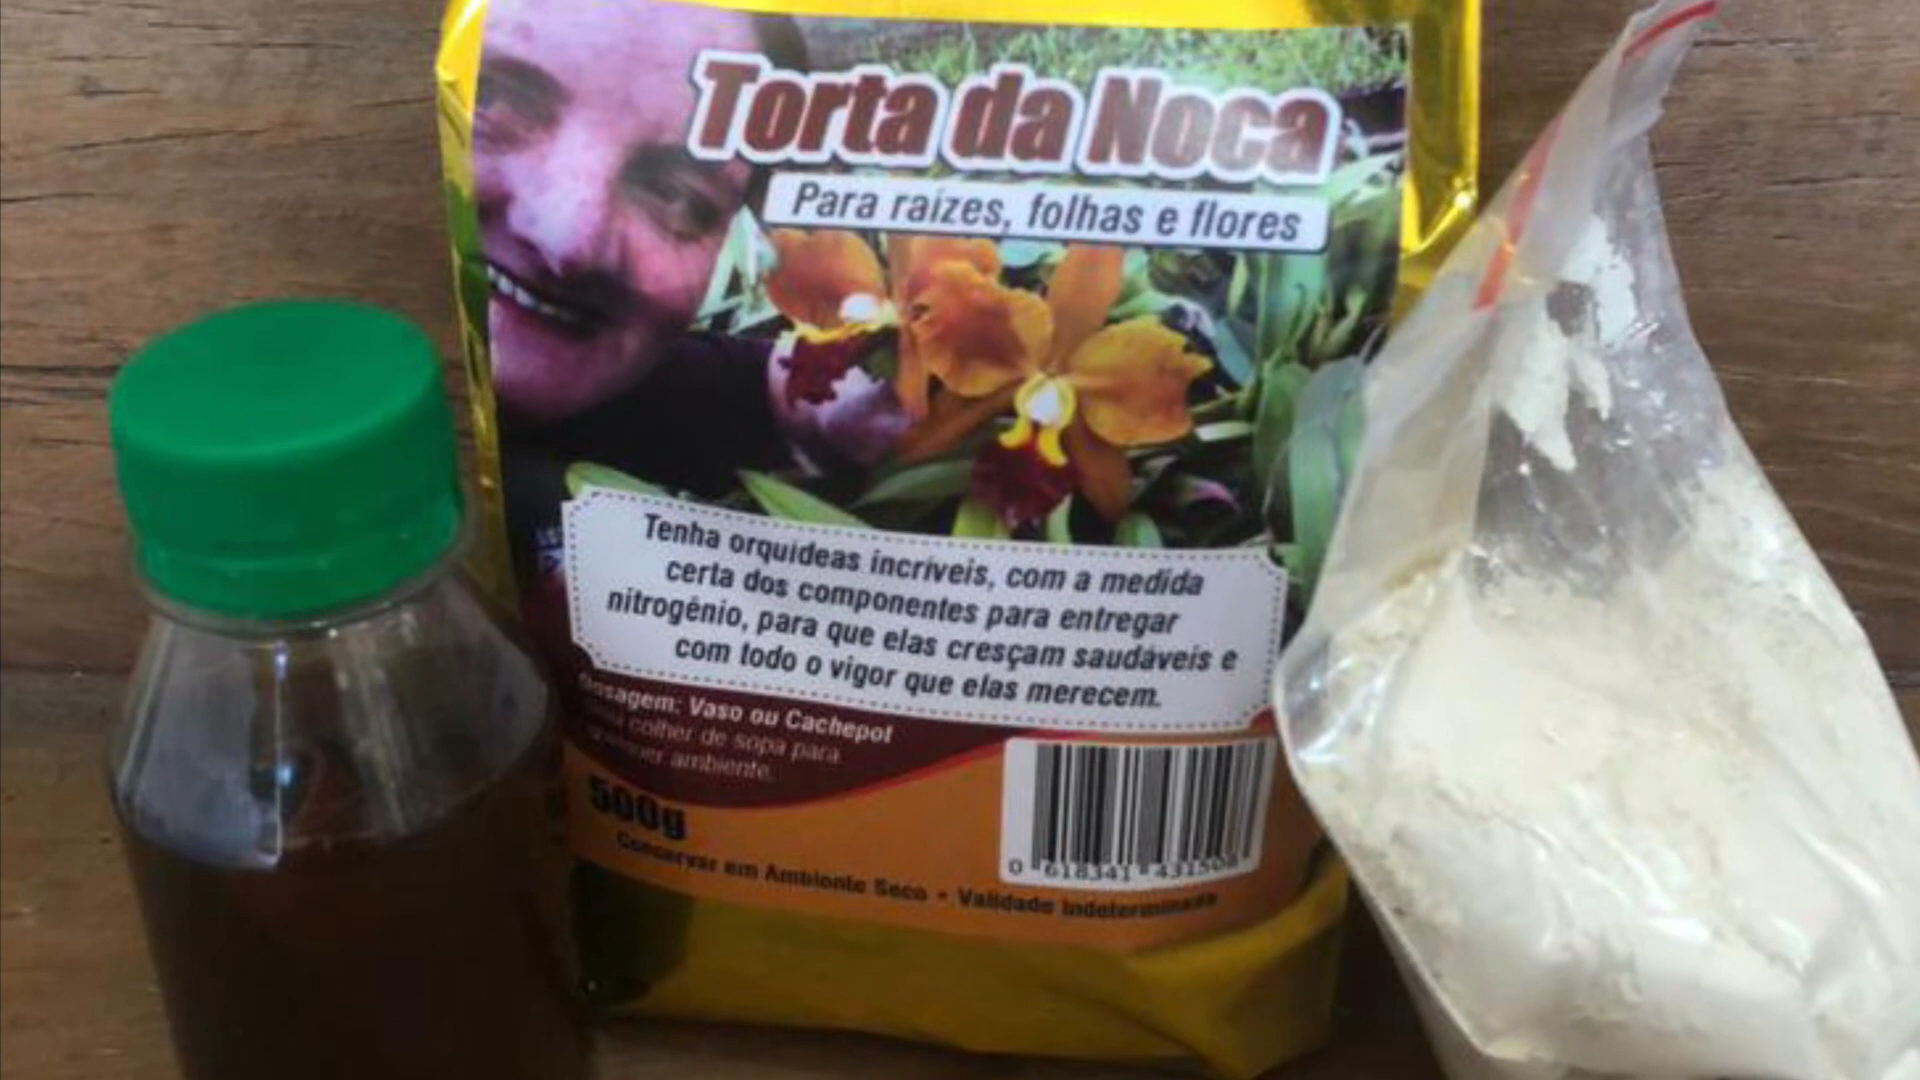 Torta da Noca
Para raízes, folhas e flores
Tenha orquídeas incríveis, com a medida
certa dos componentes para entregar
nitrogênio, para que elas cresçam saudáveis e
com todo o vigor que elas merecem.
Dosagem: Vaso ou Cachepot
colher de sopa para
ambiente.
500g
Conservar em Ambiente Seco • Validade Indeterminada
0 618341